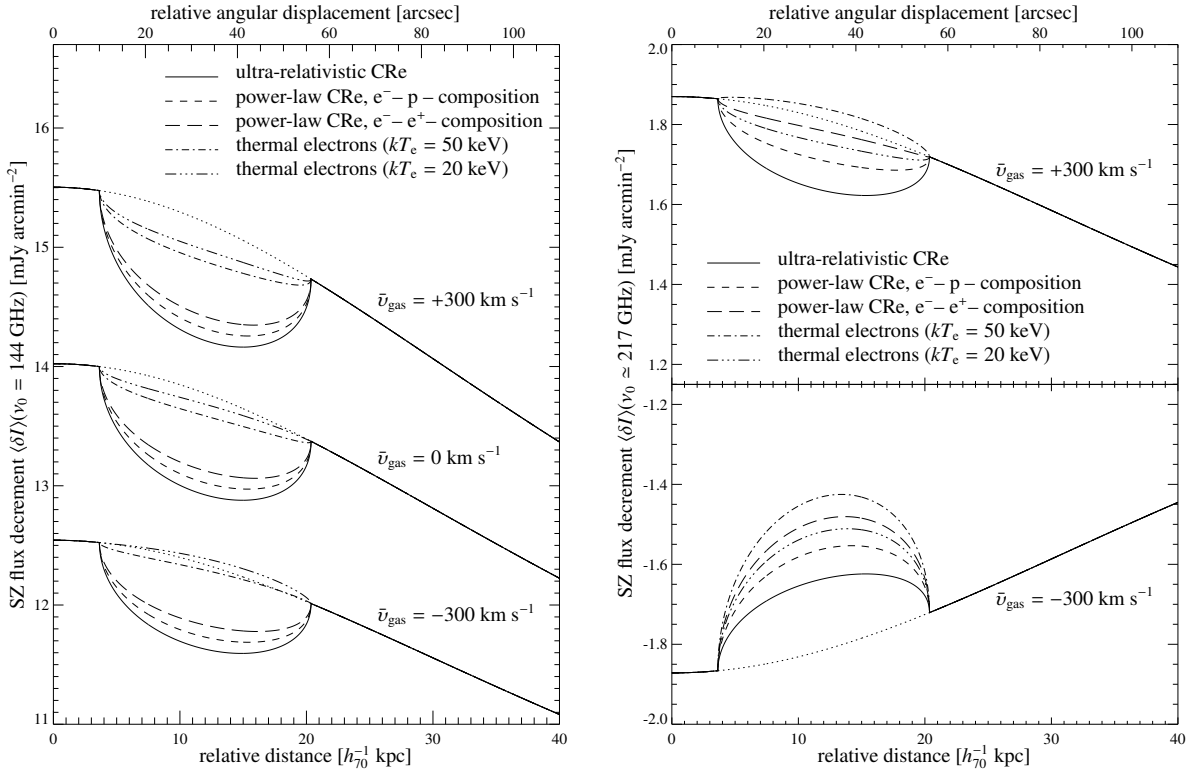 relative angular displacement [arcsec]
0 20 40 60 80 100
ultra-relativistic CRe
power-law CRe, e⁻ – p – composition
power-law CRe, e⁻ – e⁺ – composition
thermal electrons (kTₑ = 50 keV)
thermal electrons (kTₑ = 20 keV)
SZ flux decrement ⟨δI⟩(ν₀ = 144 GHz) [mJy arcmin⁻²]
16
15
14
13
12
11
ῡ_gas = +300 km s⁻¹
ῡ_gas = 0 km s⁻¹
ῡ_gas = −300 km s⁻¹
0 10 20 30 40
relative distance [h₇₀⁻¹ kpc]
relative angular displacement [arcsec]
0 20 40 60 80 100
SZ flux decrement ⟨δI⟩(ν₀ ≃ 217 GHz) [mJy arcmin⁻²]
2.0
1.8
1.6
1.4
1.2
ῡ_gas = +300 km s⁻¹
ultra-relativistic CRe
power-law CRe, e⁻ – p – composition
power-law CRe, e⁻ – e⁺ – composition
thermal electrons (kTₑ = 50 keV)
thermal electrons (kTₑ = 20 keV)
-1.2
-1.4
-1.6
-1.8
-2.0
ῡ_gas = −300 km s⁻¹
0 10 20 30 40
relative distance [h₇₀⁻¹ kpc]